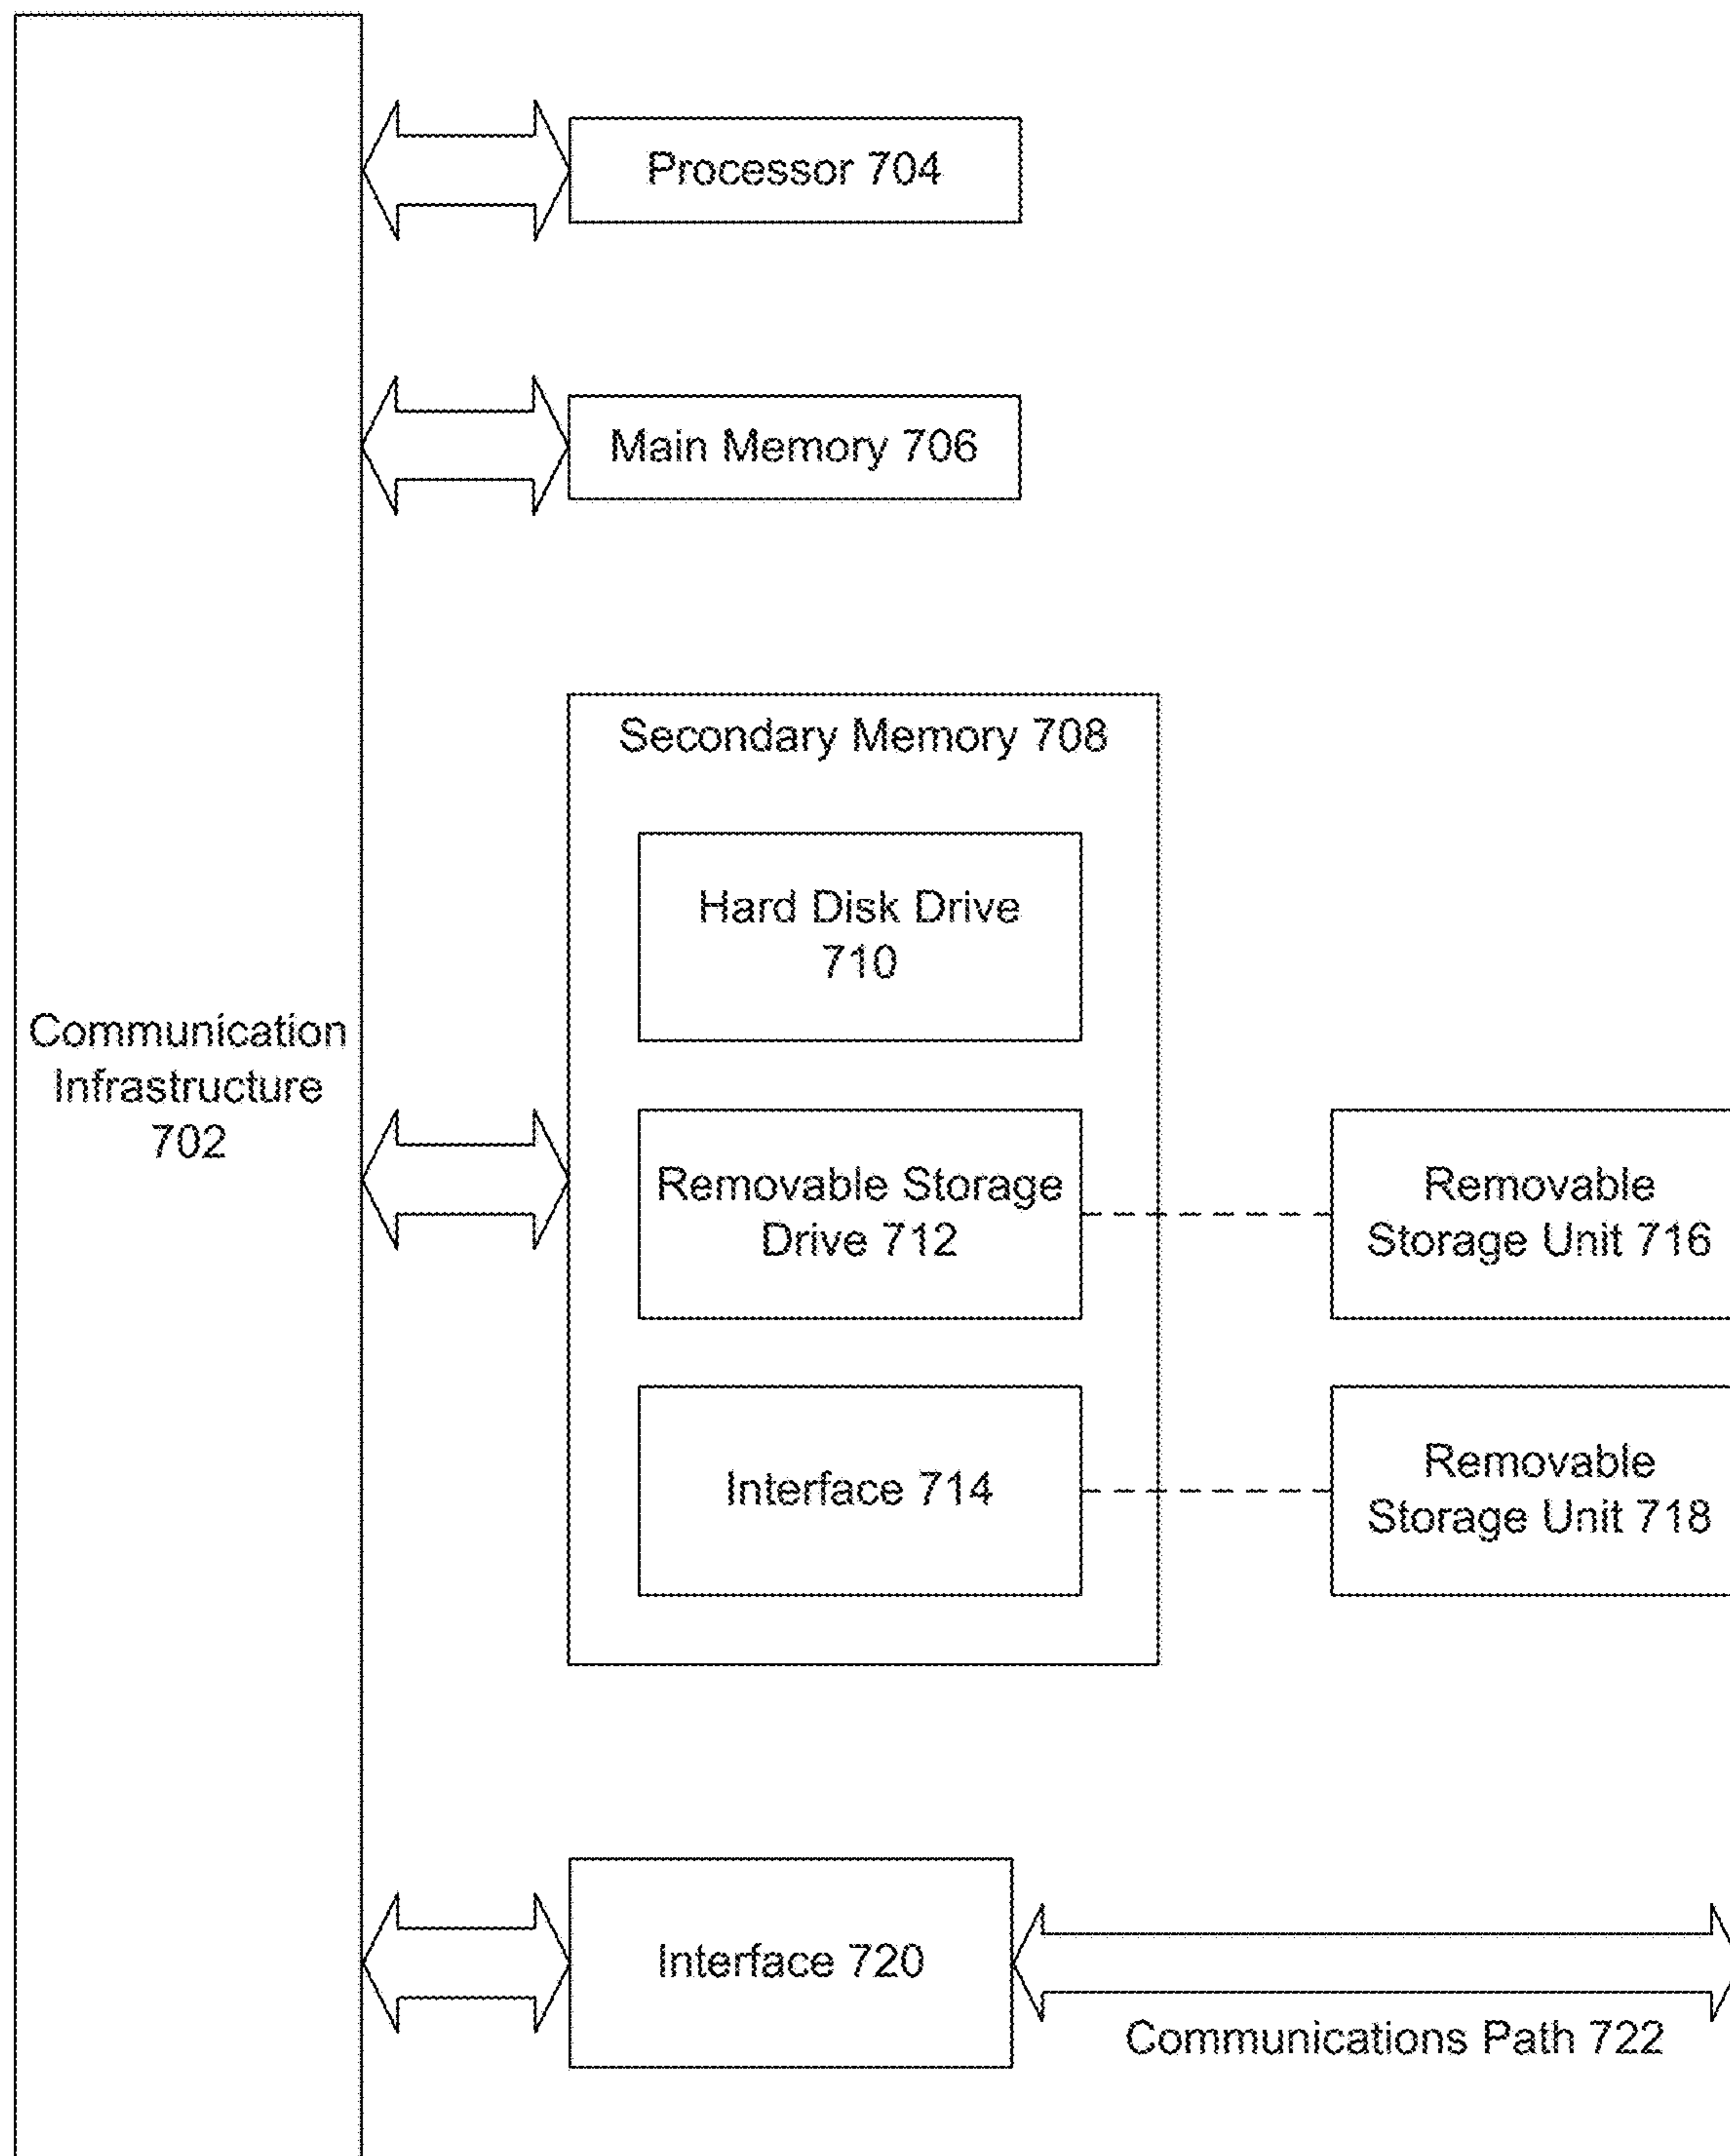 Processor 704
Main Memory 706
Secondary Memory 708
Hard Disk Drive
710
Communication
Infrastructure
702
Removable Storage
Drive 712
Removable
Storage Unit 716
Interface 714
Removable
Storage Unit 718
Interface 720
Communications Path 722